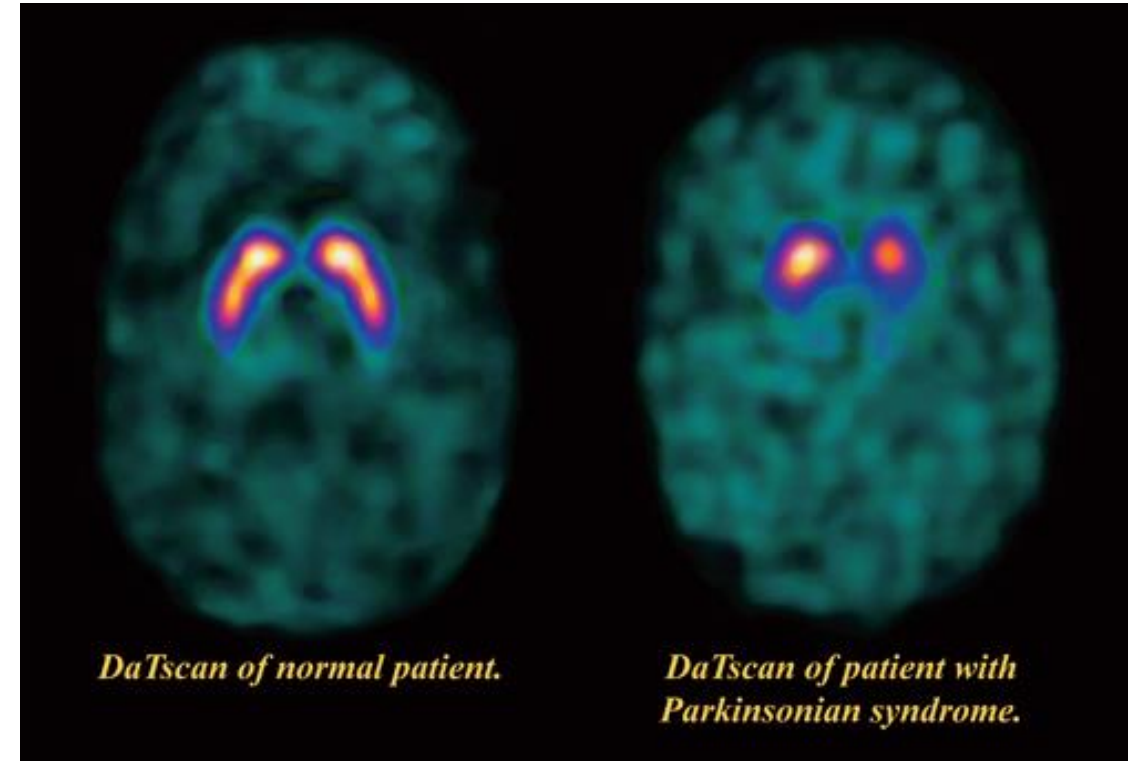 DaTscan of normal patient.
DaTscan of patient with
Parkinsonian syndrome.